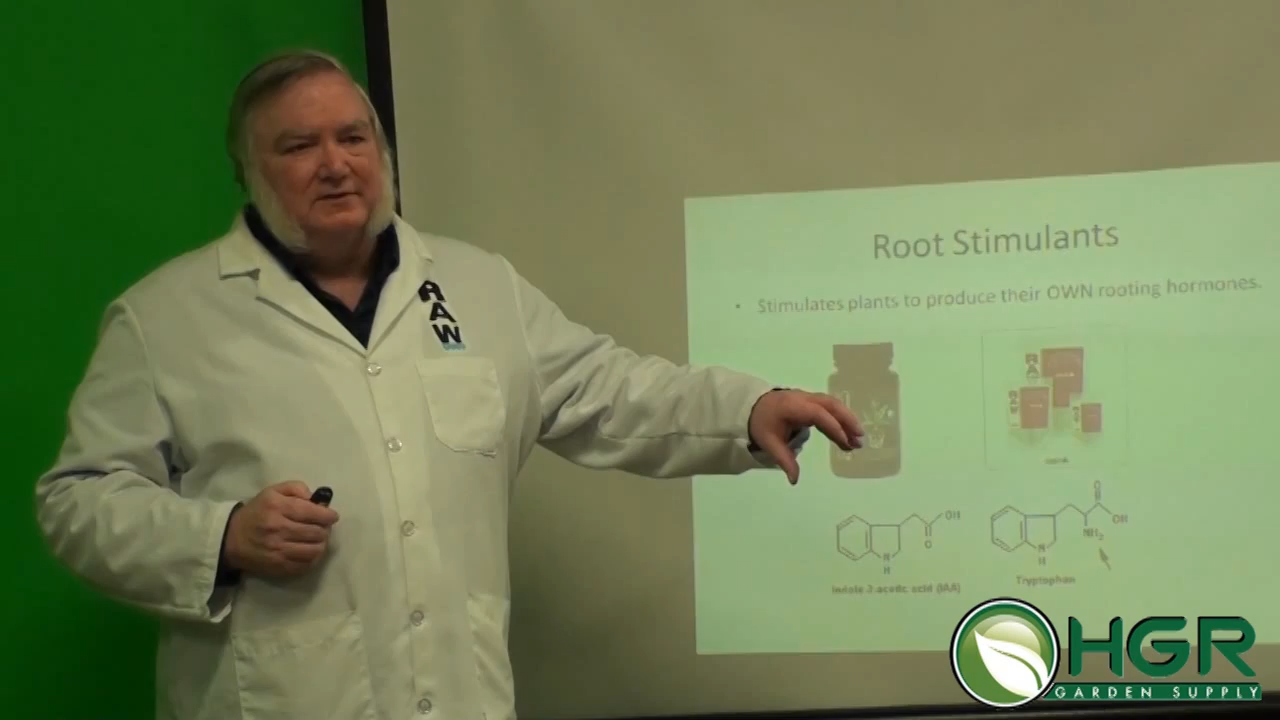 RAW
Root Stimulants
• Stimulates plants to produce their OWN rooting hormones.
OH
O
N
H
O
OH
NH2
N
H
Indole 3 acetic acid (IAA)
Tryptophan
HGR
GARDEN SUPPLY